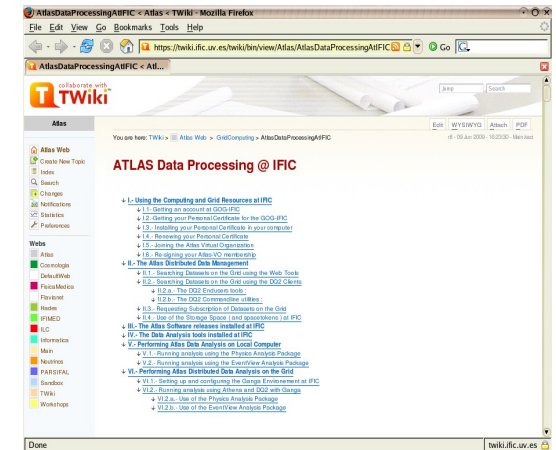 AtlasDataProcessingAtIFIC < Atlas < TWiki - Mozilla Firefox
File Edit View Go Bookmarks Tools Help
https://twiki.ific.uv.es/twiki/bin/view/Atlas/AtlasDataProcessingAtIFIC Go
AtlasDataProcessingAtIFIC < Atl...
collaborate with
TWiki
Jump Search
Atlas
Edit WYSIWYG Attach PDF
You are here: TWiki > Atlas Web > GridComputing > AtlasDataProcessingAtIFIC
Atlas Web
Create New Topic
Index
Search
Changes
Notifications
Statistics
Preferences
Webs
Atlas
Cosmologia
DefaultWeb
FisicaMedica
Flavianet
Hades
IFIMED
ILC
Informatica
Main
Neutrinos
PARSIFAL
Sandbox
TWiki
Workshops
ATLAS Data Processing @ IFIC
I.- Using the Computing and Grid Resources at IFIC
I.1- Getting an account at GOG-IFIC
I.2.-Getting your Personal Certificate for the GOG-IFIC
I.3.- Installing your Personal Certificate in your computer
I.4.- Renewing your Personal Certificate
I.5.- Joining the Atlas Virtual Organization
I.6.- Re-signing your Atlas-VO membership
II.- The Atlas Distributed Data Management
II.1.- Searching Datasets on the Grid using the Web Tools
II.2.- Searching Datasets on the Grid using the DQ2 Clients
II.2.a.- The DQ2 Endusers tools :
II.2.b.- The DQ2 Commandline utilities :
II.3.- Requesting Subscription of Datasets on the Grid
II.4.- Use of the Storage Space ( and spacetokens ) at IFIC
III.- The Atlas Software releases installed at IFIC
IV.- The Data Analysis tools installed at IFIC
V.- Performing Atlas Data Analysis on Local Computer
V.1.- Running analysis using the Physics Analysis Package
V.2.- Running analysis using the EventView Analysis Package
VI.- Performing Atlas Distributed Data Analysis on the Grid
VI.1.- Setting up and configuring the Ganga Environement at IFIC
VI.2.- Running analysis using Athena and DQ2 with Ganga
VI.2.a.- Use of the Physics Analysis Package
VI.2.b.- Use of the EventView Analysis Package
Done twiki.ific.uv.es